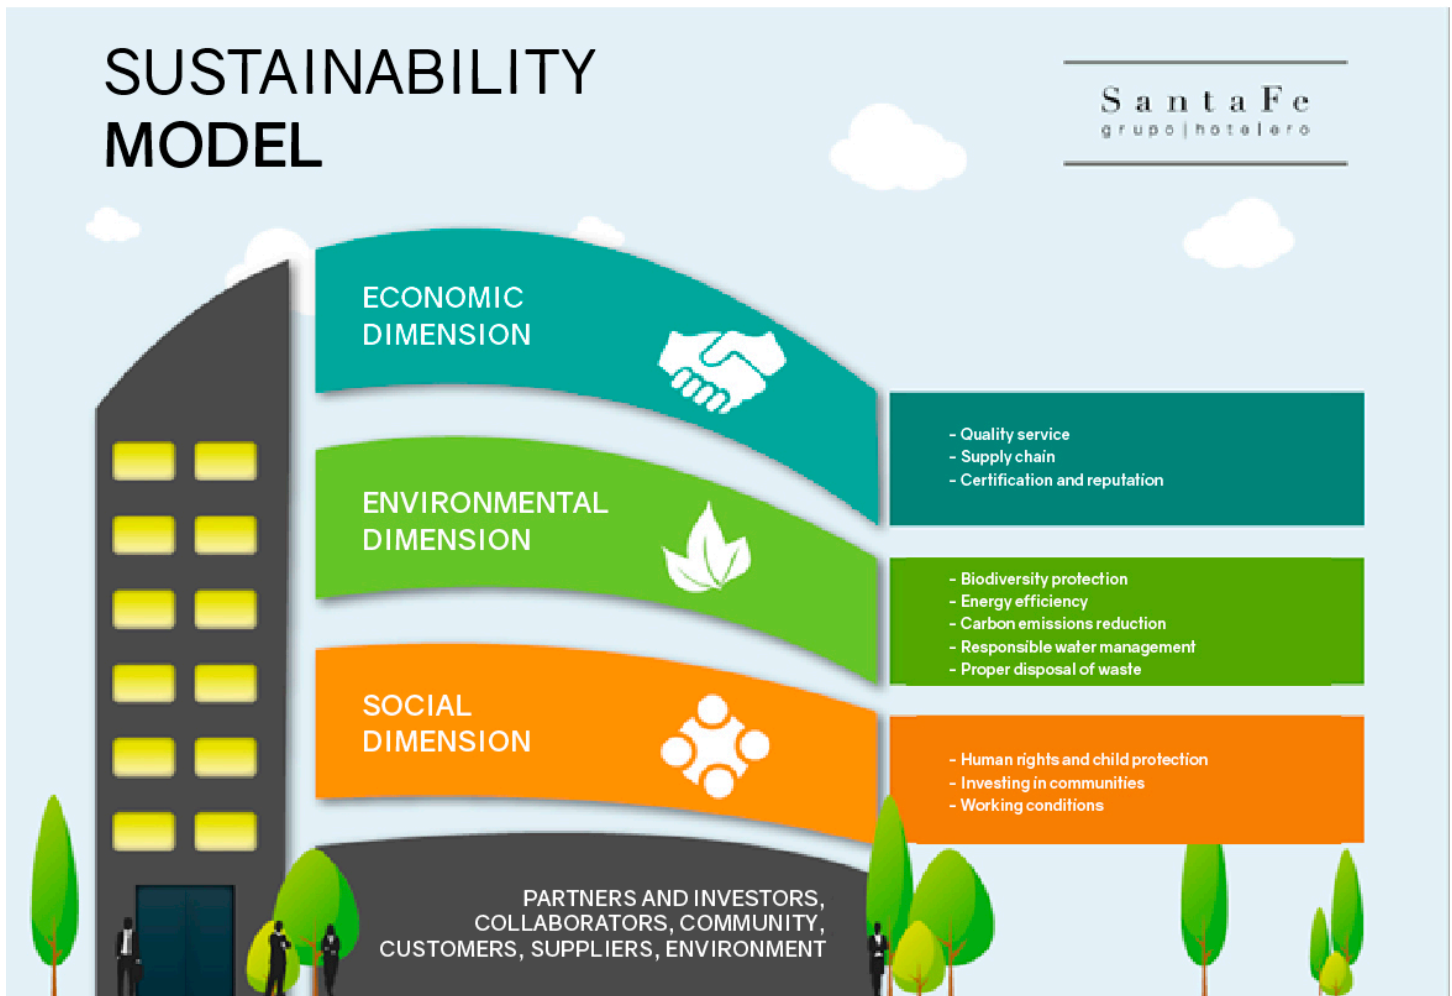 SUSTAINABILITY
MODEL
SantaFe
grupo|hotelero
ECONOMIC
DIMENSION
- Quality service
- Supply chain
- Certification and reputation
ENVIRONMENTAL
DIMENSION
- Biodiversity protection
- Energy efficiency
- Carbon emissions reduction
- Responsible water management
- Proper disposal of waste
SOCIAL
DIMENSION
- Human rights and child protection
- Investing in communities
- Working conditions
PARTNERS AND INVESTORS,
COLLABORATORS, COMMUNITY,
CUSTOMERS, SUPPLIERS, ENVIRONMENT